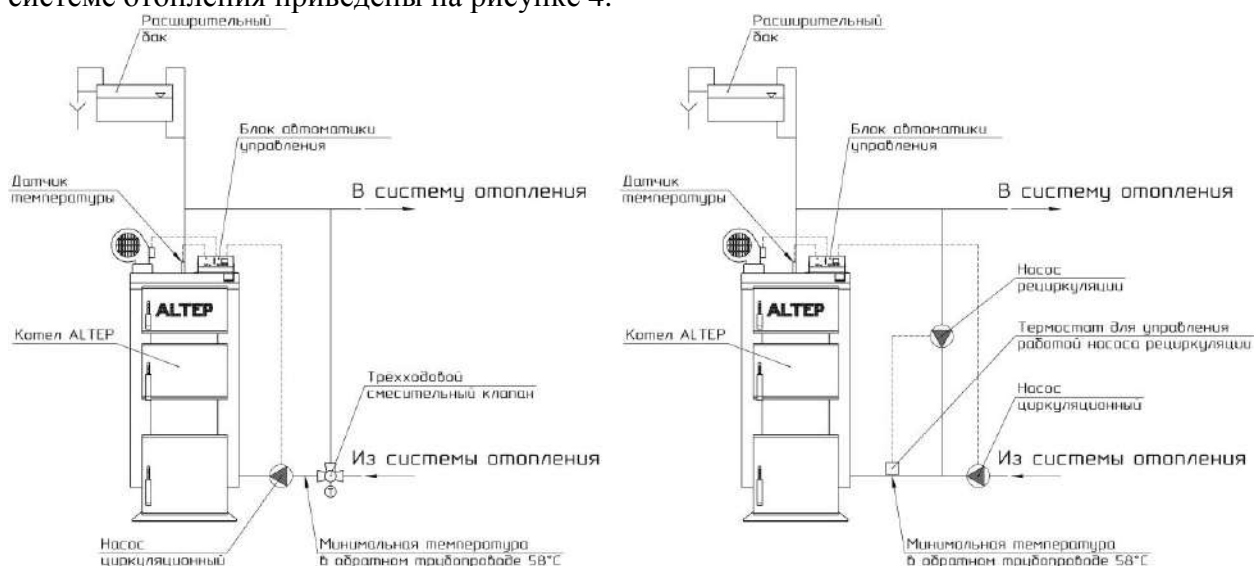 системе отопления приведены на рисунке 4.
Расширительный
бак
Блок автоматики
управления
Датчик
температуры
В систему отопления
ALTEP
Котел ALTEP
Трехходовой
смесительный клапан
Из системы отопления
T
Насос
циркуляционный
Минимальная температура
в обратном трубопроводе 58°С
Расширительный
бак
Блок автоматики
управления
Датчик
температуры
В систему отопления
Насос
рециркуляции
ALTEP
Котел ALTEP
Термостат для управления
работой насоса рециркуляции
Насос
циркуляционный
Из системы отопления
Минимальная температура
в обратном трубопроводе 58°С